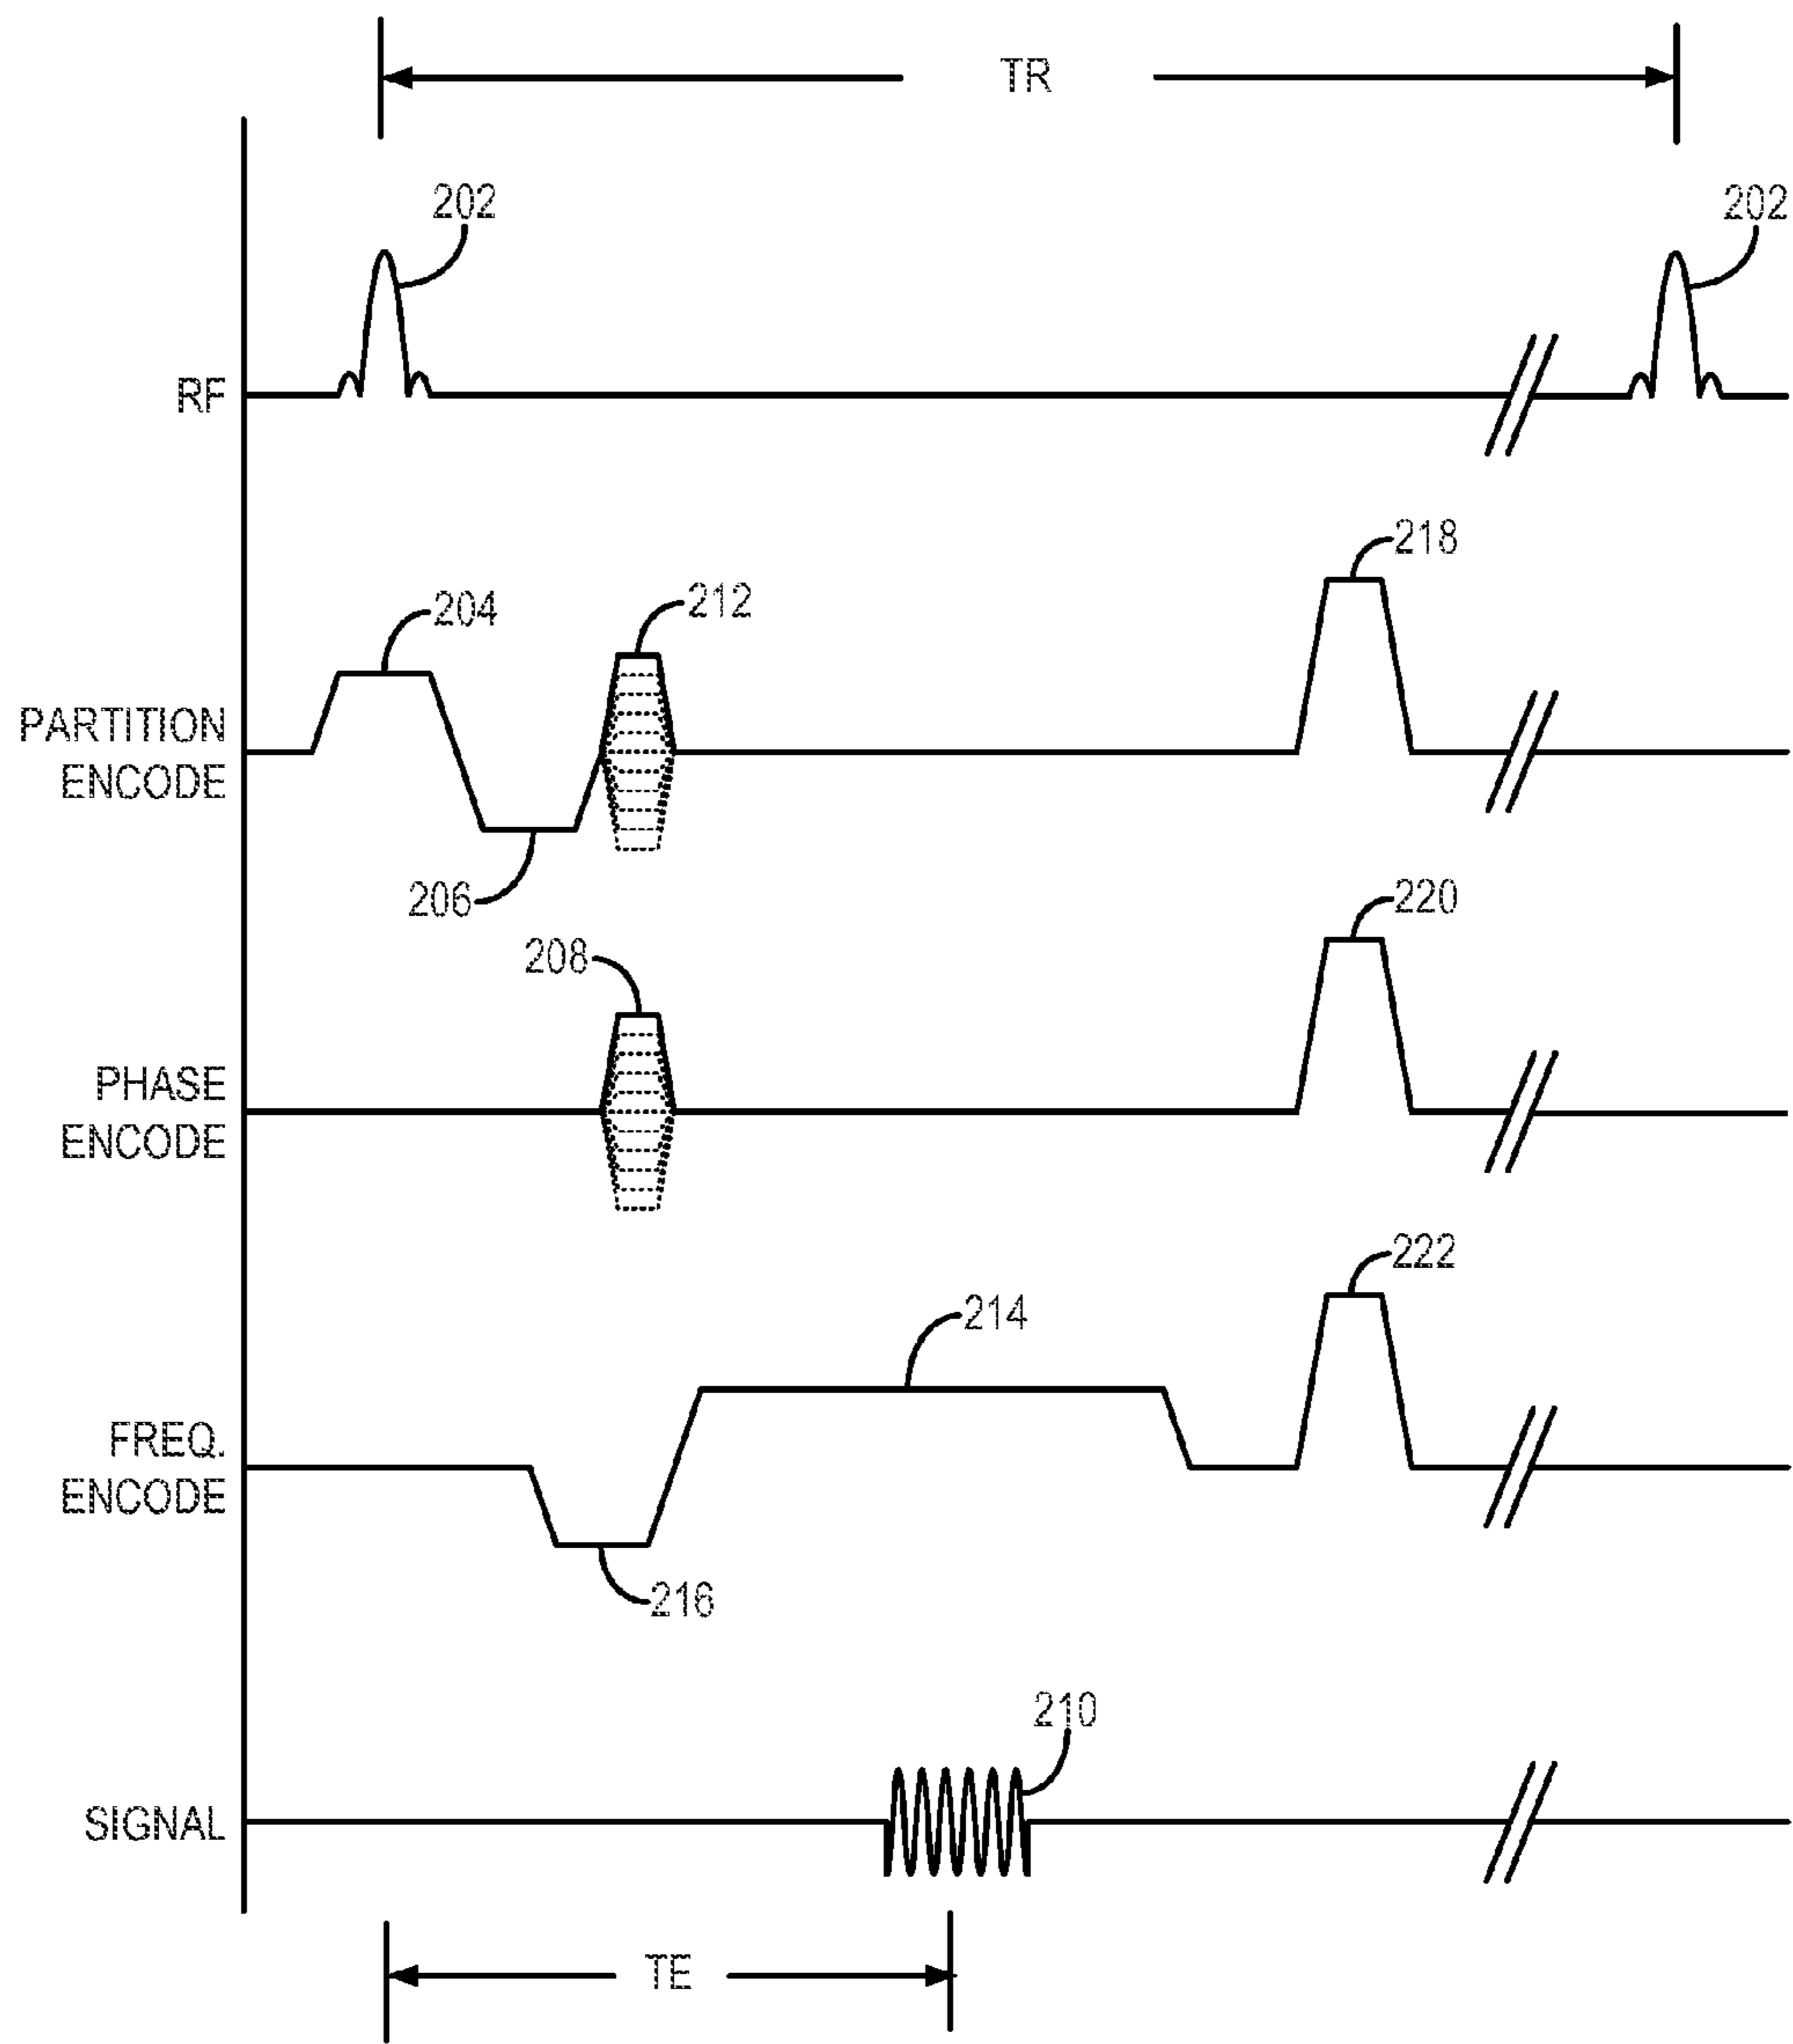 TR
202
202
RF
218
204
212
PARTITION
ENCODE
206
220
208
PHASE
ENCODE
222
214
FREQ.
ENCODE
216
210
SIGNAL
TE